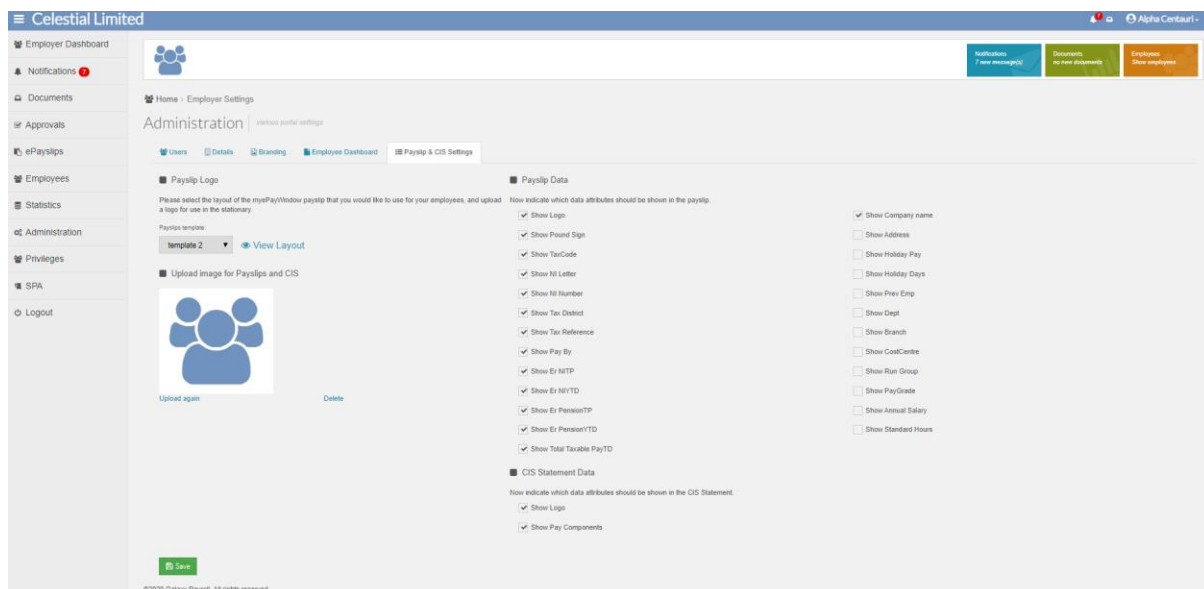 Celestial Limited
7
Alpha Centauri
Employer Dashboard
Notifications 7
Documents
Approvals
ePayslips
Employees
Statistics
Administration
Privileges
SPA
Logout
Notifications
7 new message(s)
Documents
no new documents
Employees
Show employees
Home › Employer Settings
Administration | various portal settings
Users Details Branding Employee Dashboard Payslip & CIS Settings
Payslip Logo
Please select the layout of the myePayWindow payslip that you would like to use for your employees, and upload
a logo for use in the stationary.
Payslips template:
template 2 View Layout
Upload image for Payslips and CIS
Upload again Delete
Payslip Data
Now indicate which data attributes should be shown in the payslip.
Show Logo
Show Pound Sign
Show TaxCode
Show NI Letter
Show NI Number
Show Tax District
Show Tax Reference
Show Pay By
Show Er NITP
Show Er NIYTD
Show Er PensionTP
Show Er PensionYTD
Show Total Taxable PayTD
Show Company name
Show Address
Show Holiday Pay
Show Holiday Days
Show Prev Emp
Show Dept
Show Branch
Show CostCentre
Show Run Group
Show PayGrade
Show Annual Salary
Show Standard Hours
CIS Statement Data
Now indicate which data attributes should be shown in the CIS Statement.
Show Logo
Show Pay Components
Save